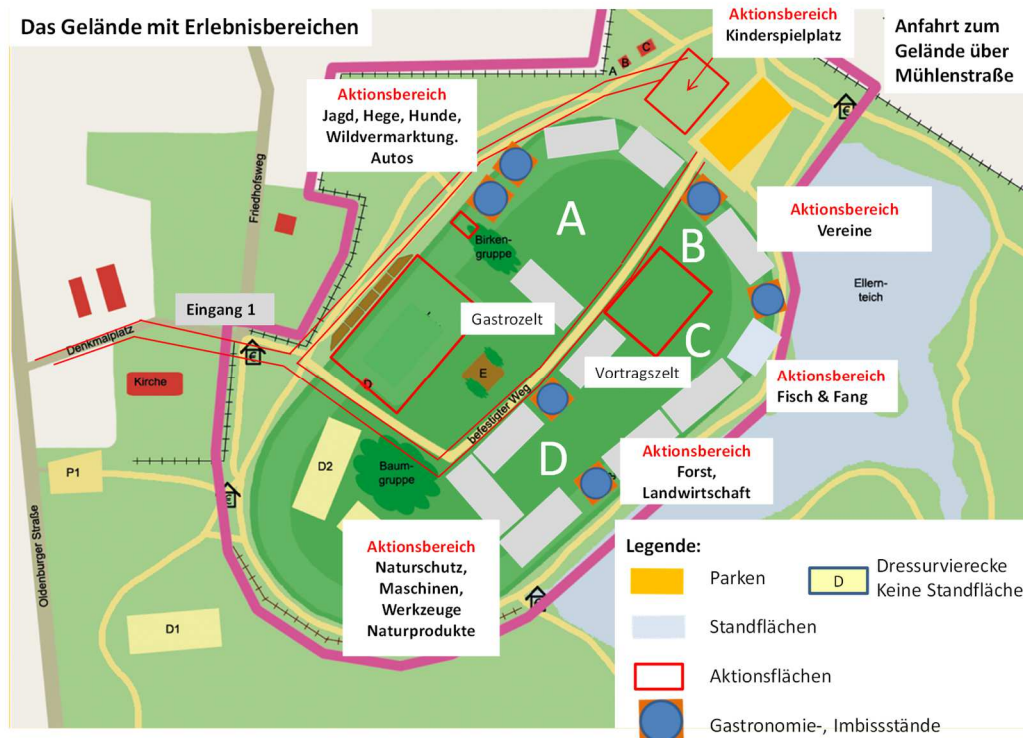 Das Gelände mit Erlebnisbereichen
Aktionsbereich
Kinderspielplatz
Anfahrt zum
Gelände über
Mühlenstraße
C
B
A
Aktionsbereich
Jagd, Hege, Hunde,
Wildvermarktung.
Autos
€
Friedhofsweg
A
Birken-
gruppe
B
Aktionsbereich
Vereine
Ellern-
teich
Eingang 1
Gastrozelt
Denkmalplatz
€
C
Vortragszelt
Kirche
D
E
befestigter Weg
Aktionsbereich
Fisch & Fang
P1
D2
Baum-
gruppe
D
Aktionsbereich
Forst,
Landwirtschaft
€
Oldenburger Straße
Aktionsbereich
Naturschutz,
Maschinen,
Werkzeuge
Naturprodukte
€
D1
Legende:
Parken
D
Dressurvierecke
Keine Standfläche
Standflächen
Aktionsflächen
Gastronomie-, Imbissstände